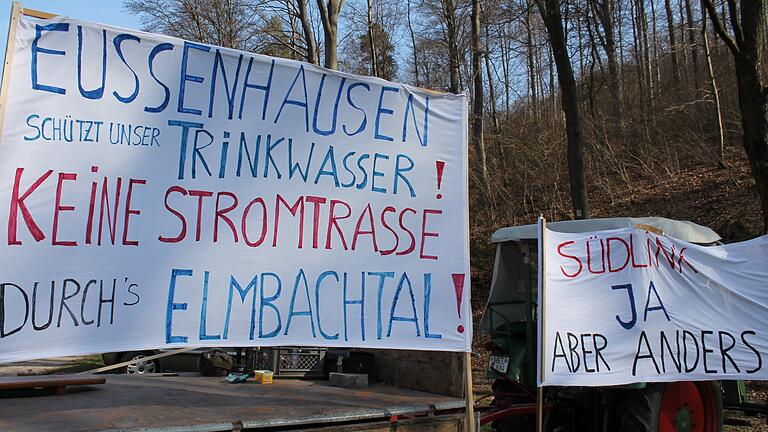 EUSSENHAUSEN
SCHÜTZT UNSER TRINKWASSER!
KEINE STROMTRASSE
DURCH'S ELMBACHTAL!
SÜDLINK
JA
ABER ANDERS